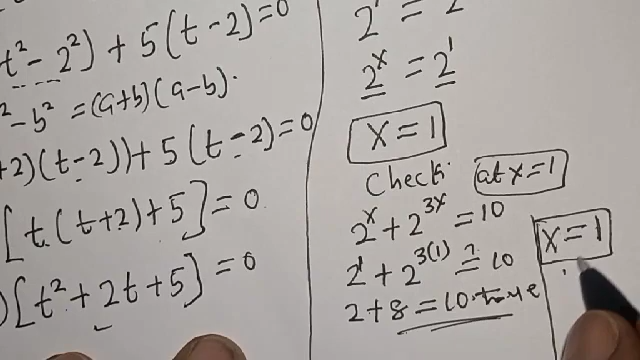 t² - 2²) + 5(t - 2) = 0
² - b² = (a+b)(a-b).
+2)(t-2)) + 5(t-2) = 0
[t(t+2)+5] = 0
)[t² + 2t + 5] = 0
2¹ = 2
2ˣ = 2¹
x = 1
Check: at x = 1
2ˣ + 2³ˣ = 10
2¹ + 2³⁽¹⁾ ≟ 10
2 + 8 = 10 true
x = 1